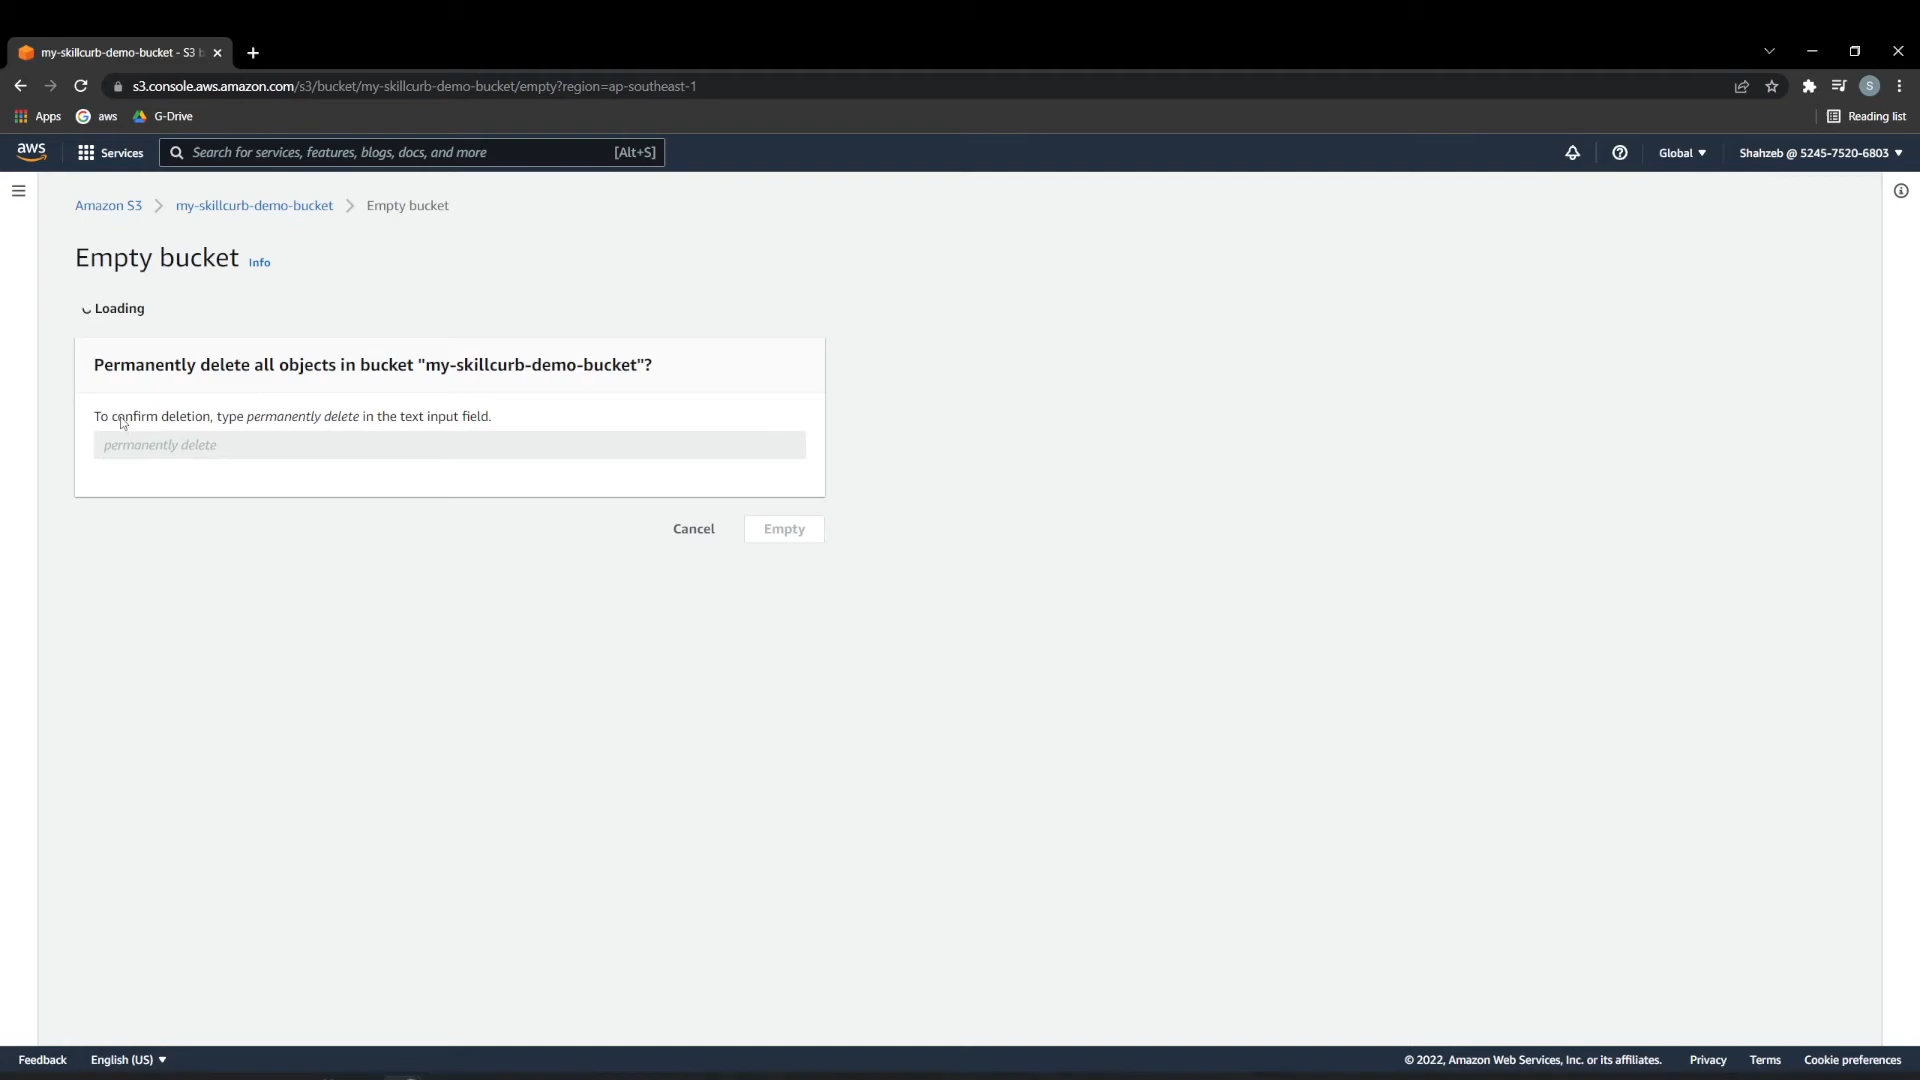 my-skillcurb-demo-bucket - S3 b
s3.console.aws.amazon.com/s3/bucket/my-skillcurb-demo-bucket/empty?region=ap-southeast-1
S
Apps
aws
G-Drive
Reading list
aws
Services
Search for services, features, blogs, docs, and more
[Alt+S]
Global
Shahzeb @ 5245-7520-6803
Amazon S3 > my-skillcurb-demo-bucket > Empty bucket
Empty bucket Info
Loading
Permanently delete all objects in bucket "my-skillcurb-demo-bucket"?
To confirm deletion, type permanently delete in the text input field.
permanently delete
Cancel
Empty
Feedback
English (US)
© 2022, Amazon Web Services, Inc. or its affiliates.
Privacy
Terms
Cookie preferences